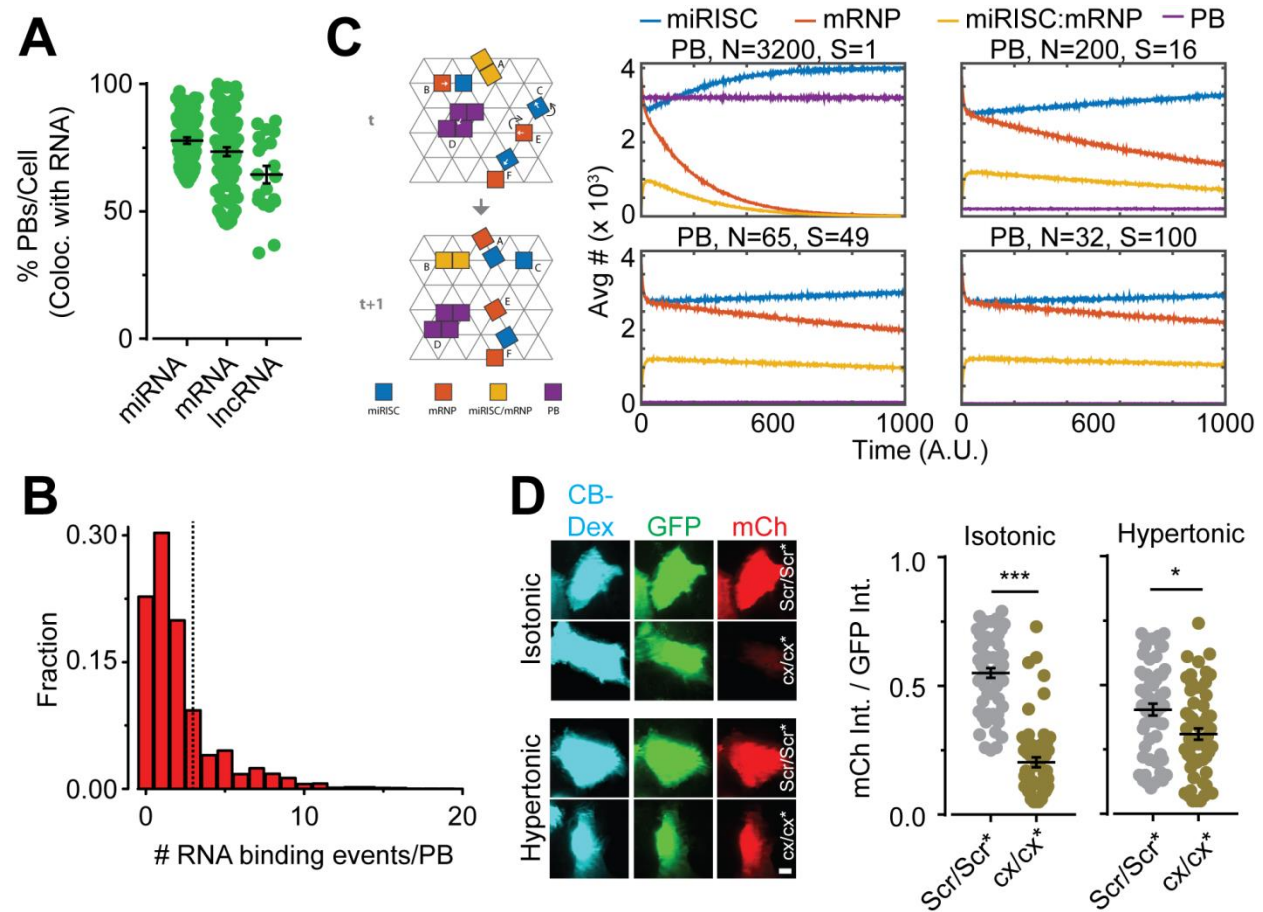 A
100
50
0
% PBs/Cell
(Coloc. with RNA)
miRNA
mRNA
lncRNA
C
t
A
B
C
D
E
F
t+1
A
B
C
D
E
F
miRISC
mRNP
miRISC/mRNP
PB
miRISC
mRNP
miRISC:mRNP
PB
PB, N=3200, S=1
PB, N=200, S=16
PB, N=65, S=49
PB, N=32, S=100
4
2
0
4
2
0
Avg # (x 10³)
0
600
1000
0
600
1000
Time (A.U.)
B
0.30
0.15
0.00
Fraction
0
20
# RNA binding events/PB
D
CB-
Dex
GFP
mCh
Isotonic
Scr/Scr*
cx/cx*
Hypertonic
Scr/Scr*
cx/cx*
Isotonic
Hypertonic
***
*
1.0
0.5
0.0
mCh Int. / GFP Int.
Scr/Scr*
cx/cx*
Scr/Scr*
cx/cx*